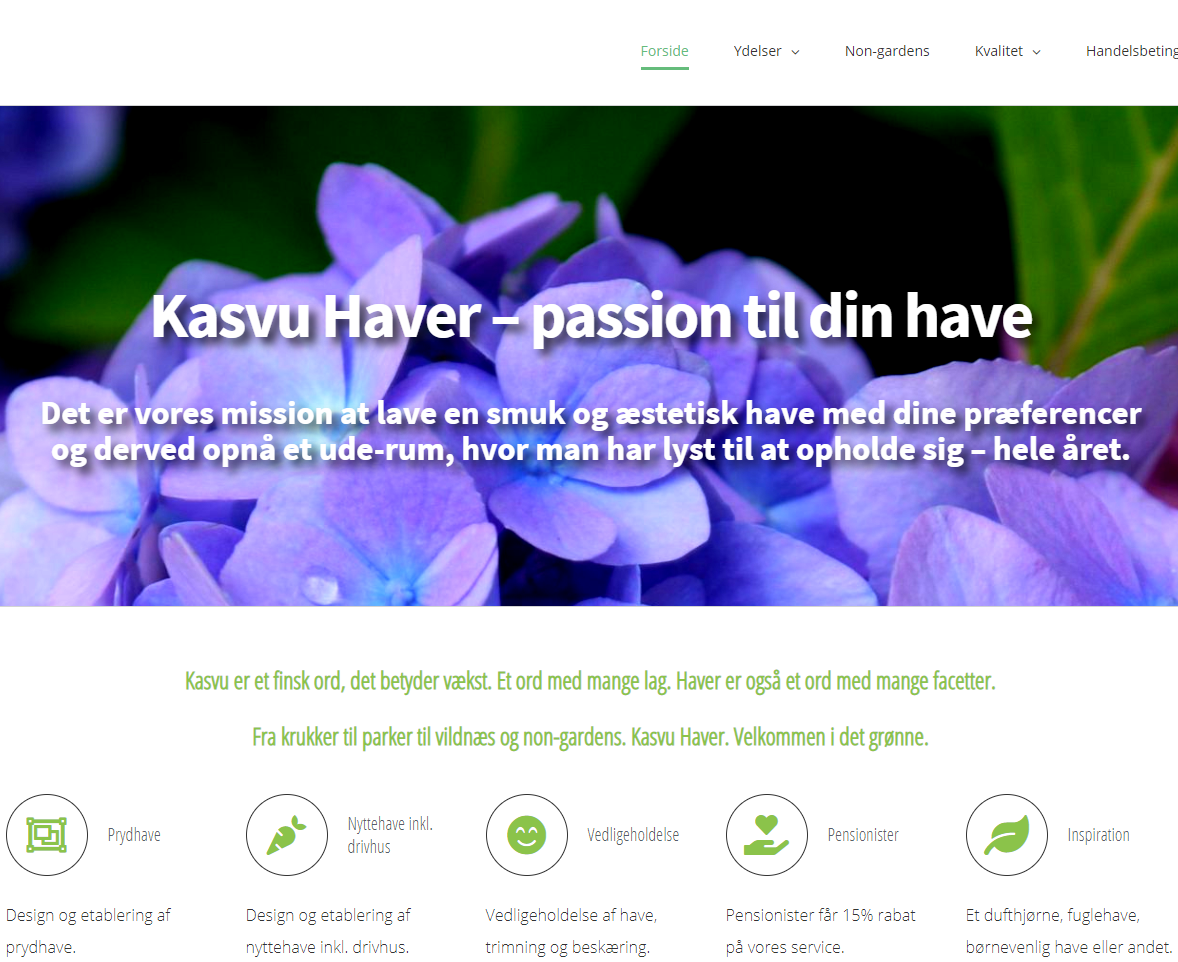 Forside Ydelser Non-gardens Kvalitet Handelsbeting
Kasvu Haver – passion til din have
Det er vores mission at lave en smuk og æstetisk have med dine præferencer
og derved opnå et ude-rum, hvor man har lyst til at opholde sig – hele året.
Kasvu er et finsk ord, det betyder vækst. Et ord med mange lag. Haver er også et ord med mange facetter.
Fra krukker til parker til vildnæs og non-gardens. Kasvu Haver. Velkommen i det grønne.
Prydhave
Design og etablering af
prydhave.
Nyttehave inkl.
drivhus
Design og etablering af
nyttehave inkl. drivhus.
Vedligeholdelse
Vedligeholdelse af have,
trimning og beskæring.
Pensionister
Pensionister får 15% rabat
på vores service.
Inspiration
Et dufthjørne, fuglehave,
børnevenlig have eller andet.